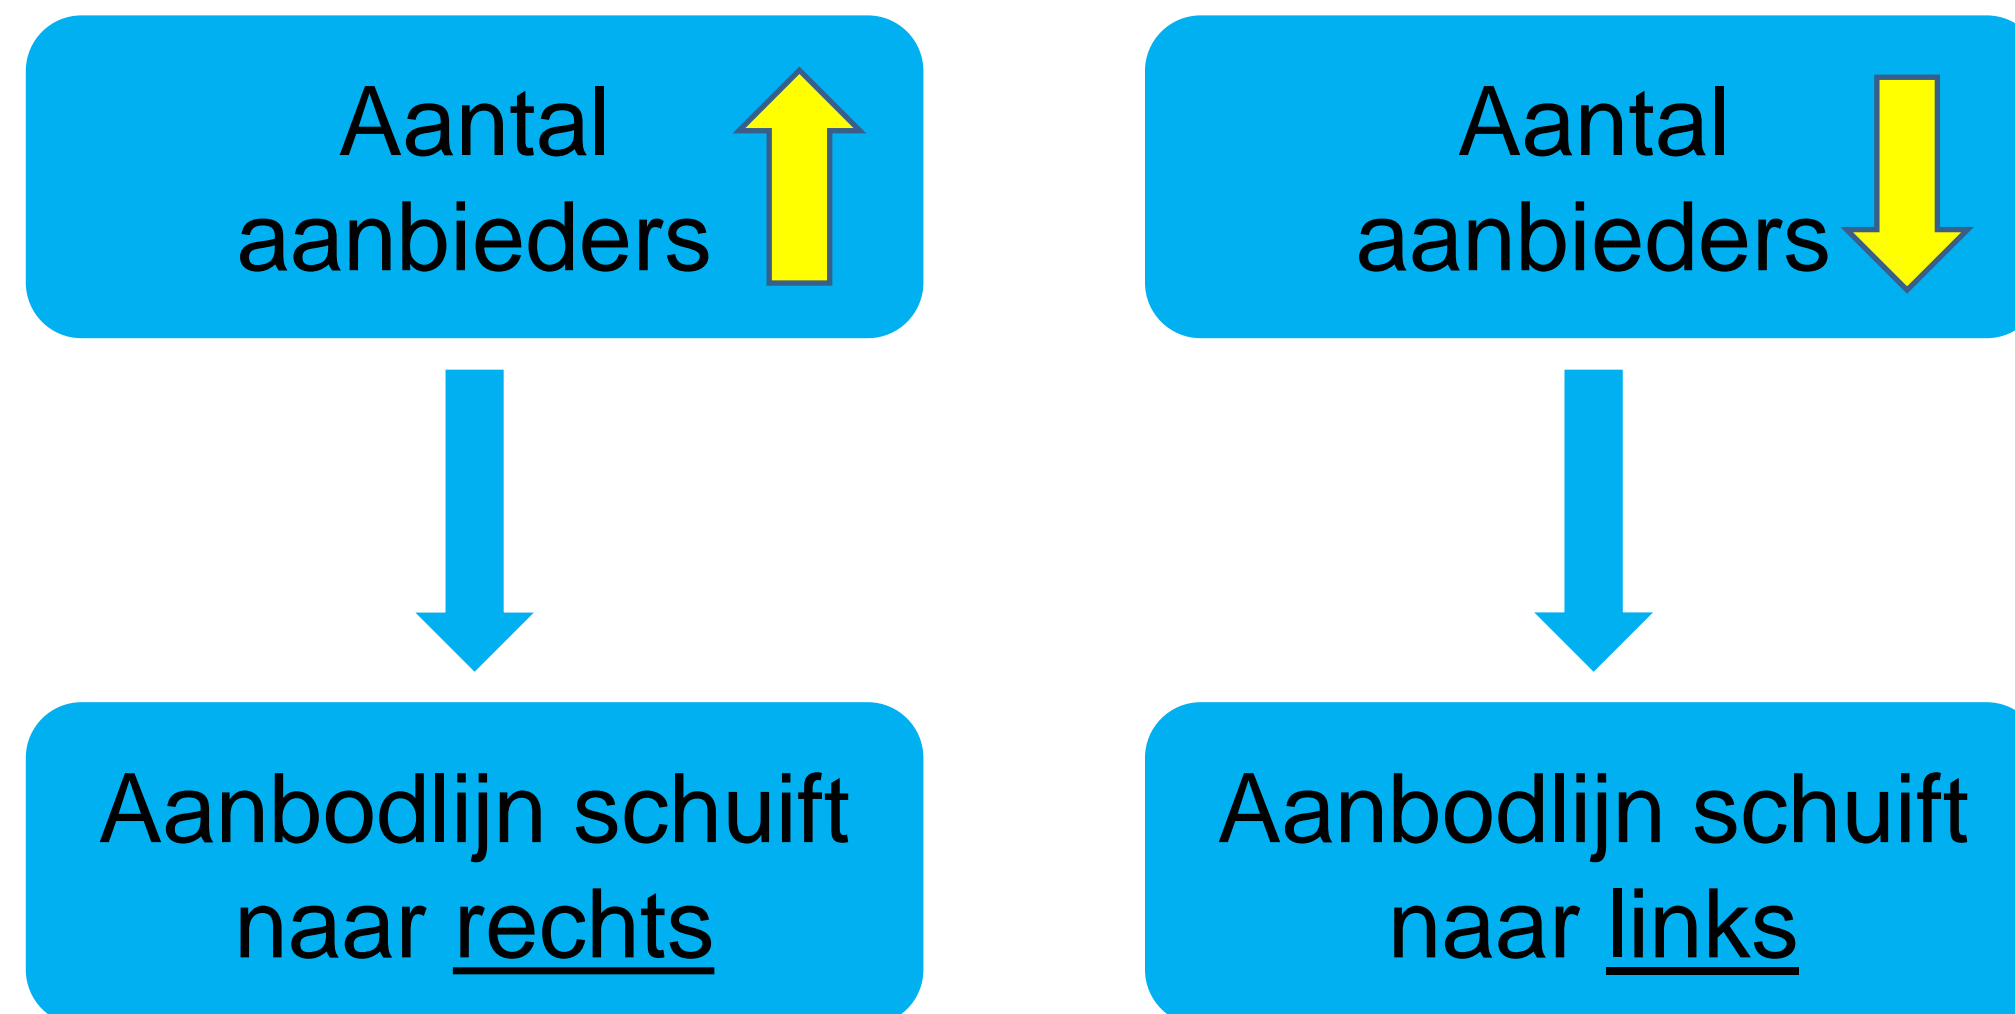 Aantal
aanbieders
Aantal
aanbieders
Aanbodlijn schuift
naar rechts
Aanbodlijn schuift
naar links